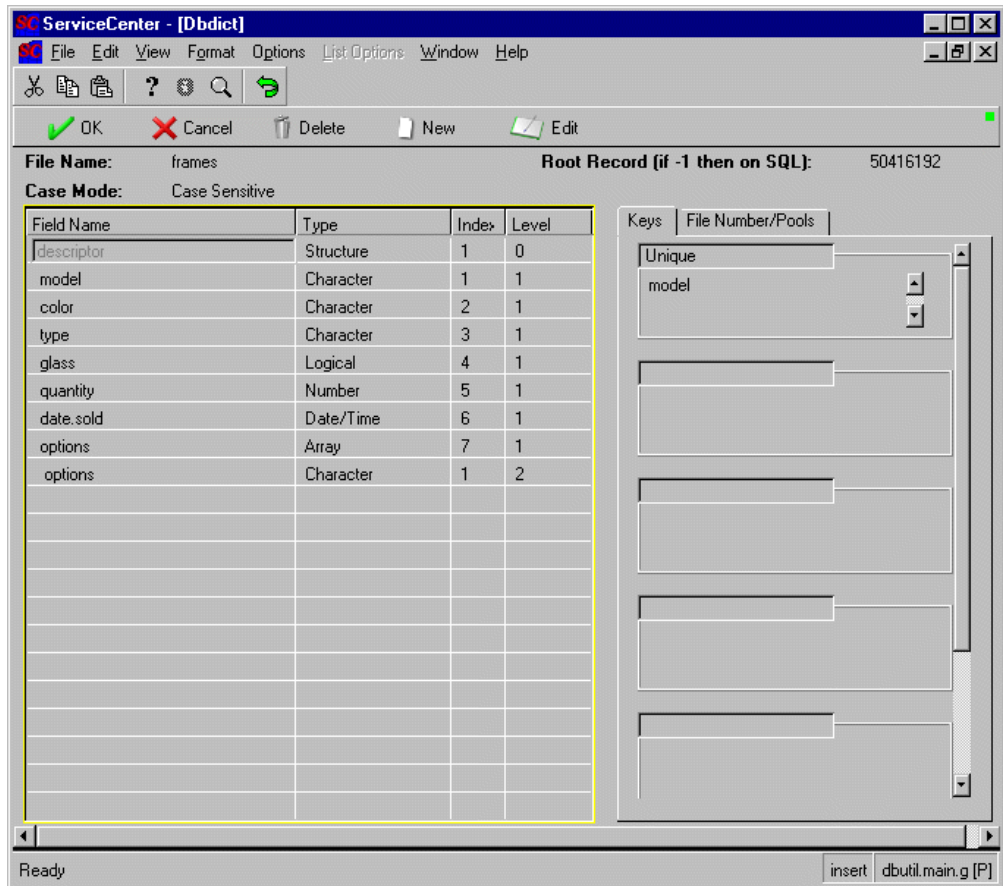 SC ServiceCenter - [Dbdict]
SC File Edit View Format Options List Options Window Help
?
OK Cancel Delete New Edit
File Name: frames Root Record (if -1 then on SQL): 50416192
Case Mode: Case Sensitive
Field Name Type Index Level
descriptor Structure 1 0
model Character 1 1
color Character 2 1
type Character 3 1
glass Logical 4 1
quantity Number 5 1
date.sold Date/Time 6 1
options Array 7 1
options Character 1 2
Keys File Number/Pools
Unique
model
Ready insert dbutil.main.g [P]